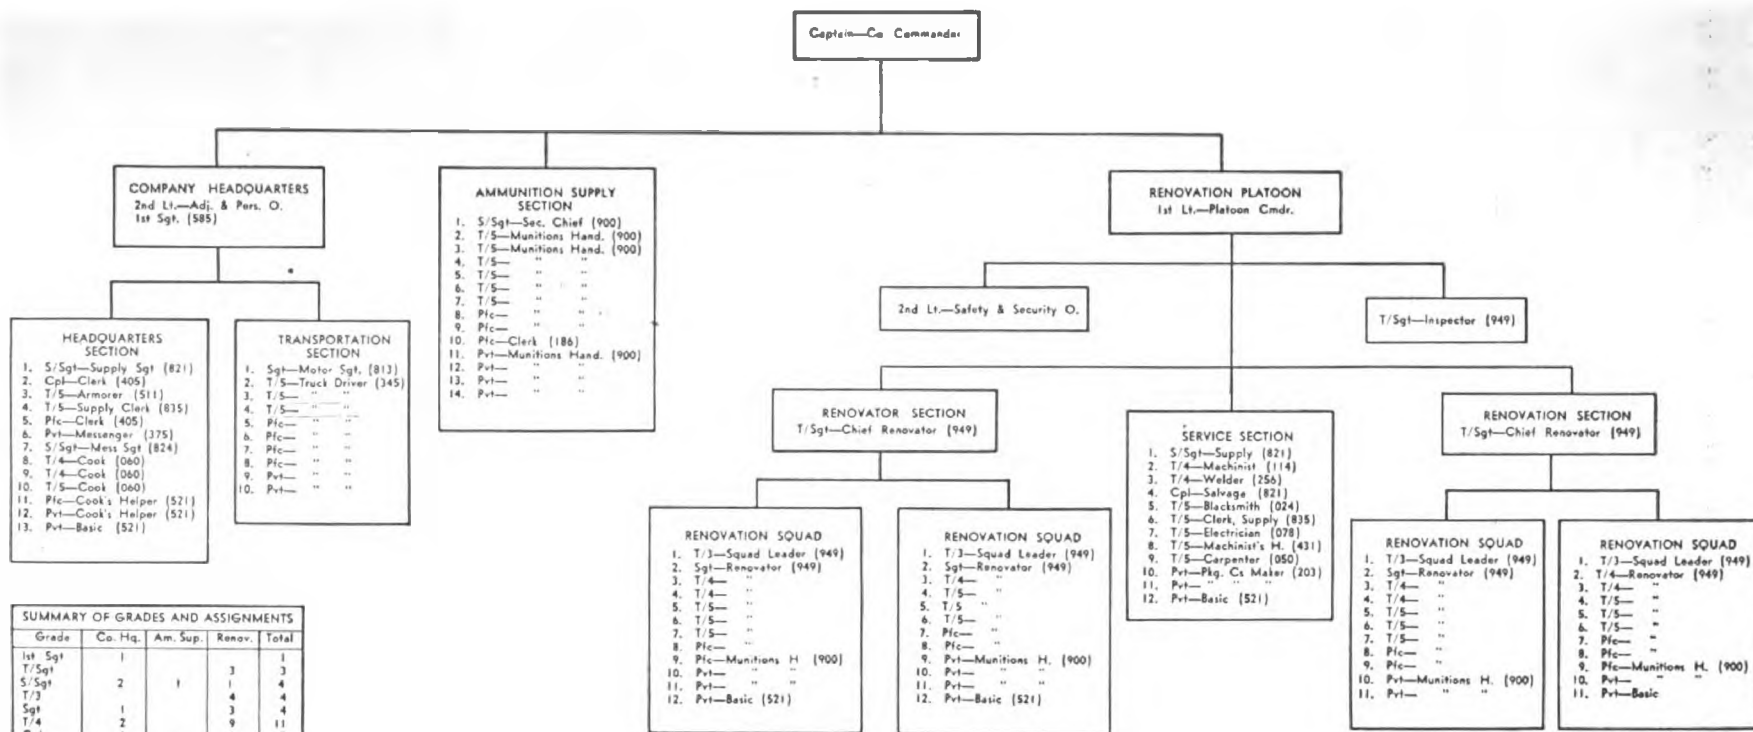 Captain—Co Commander
COMPANY HEADQUARTERS
2nd Lt.—Adj. & Pers. O.
1st Sgt. (585)
AMMUNITION SUPPLY
SECTION
1. S/Sgt—Sec. Chief (900)
2. T/5—Munitions Hand. (900)
3. T/5—Munitions Hand. (900)
4. T/5— " "
5. T/5— " "
6. T/5— " "
7. T/5— " "
8. Pfc— " "
9. Pfc— " "
10. Pfc—Clerk (186)
11. Pvt—Munitions Hand. (900)
12. Pvt— " "
13. Pvt— " "
14. Pvt— " "
RENOVATION PLATOON
1st Lt.—Platoon Cmdr.
2nd Lt.—Safety & Security O.
T/Sgt—Inspector (949)
HEADQUARTERS
SECTION
1. S/Sgt—Supply Sgt (821)
2. Cpl—Clerk (405)
3. T/5—Armorer (511)
4. T/5—Supply Clerk (835)
5. Pfc—Clerk (405)
6. Pvt—Messenger (375)
7. S/Sgt—Mess Sgt (824)
8. T/4—Cook (060)
9. T/4—Cook (060)
10. T/5—Cook (060)
11. Pfc—Cook's Helper (521)
12. Pvt—Cook's Helper (521)
13. Pvt—Basic (521)
TRANSPORTATION
SECTION
1. Sgt—Motor Sgt. (813)
2. T/5—Truck Driver (345)
3. T/5— " "
4. T/5— " "
5. Pfc— " "
6. Pfc— " "
7. Pfc— " "
8. Pfc— " "
9. Pvt— " "
10. Pvt— " "
RENOVATOR SECTION
T/Sgt—Chief Renovator (949)
SERVICE SECTION
1. S/Sgt—Supply (821)
2. T/4—Machinist (114)
3. T/4—Welder (256)
4. Cpl—Salvage (821)
5. T/5—Blacksmith (024)
6. T/5—Clerk, Supply (835)
7. T/5—Electrician (078)
8. T/5—Machinist's H. (431)
9. T/5—Carpenter (050)
10. Pvt—Pkg. Cs Maker (203)
11. Pvt— " " "
12. Pvt—Basic (521)
RENOVATION SECTION
T/Sgt—Chief Renovator (949)
RENOVATION SQUAD
1. T/3—Squad Leader (949)
2. Sgt—Renovator (949)
3. T/4— "
4. T/4— "
5. T/5— "
6. T/5— "
7. T/5— "
8. Pfc— "
9. Pfc—Munitions H (900)
10. Pvt— " "
11. Pvt— " "
12. Pvt—Basic (521)
RENOVATION SQUAD
1. T/3—Squad Leader (949)
2. Sgt—Renovator (949)
3. T/4— "
4. T/5— "
5. T/5 "
6. T/5— "
7. Pfc— "
8. Pfc— "
9. Pvt—Munitions H. (900)
10. Pvt— " "
11. Pvt— " "
12. Pvt—Basic (521)
RENOVATION SQUAD
1. T/3—Squad Leader (949)
2. Sgt—Renovator (949)
3. T/4— "
4. T/4— "
5. T/5— "
6. T/5— "
7. T/5— "
8. Pfc— "
9. Pfc— "
10. Pvt—Munitions H. (900)
11. Pvt— " "
RENOVATION SQUAD
1. T/3—Squad Leader (949)
2. T/4—Renovator (949)
3. T/4— "
4. T/5— "
5. T/5— "
6. T/5— "
7. Pfc— "
8. Pfc— "
9. Pfc—Munitions H. (900)
10. Pvt— " "
11. Pvt—Basic
SUMMARY OF GRADES AND ASSIGNMENTS
Grade Co. Hq. Am. Sup. Renov. Total
1st Sgt 1 1
T/Sgt 3 3
S/Sgt 2 1 1 4
T/3 4 4
Sgt 1 3 4
T/4 2 9 11